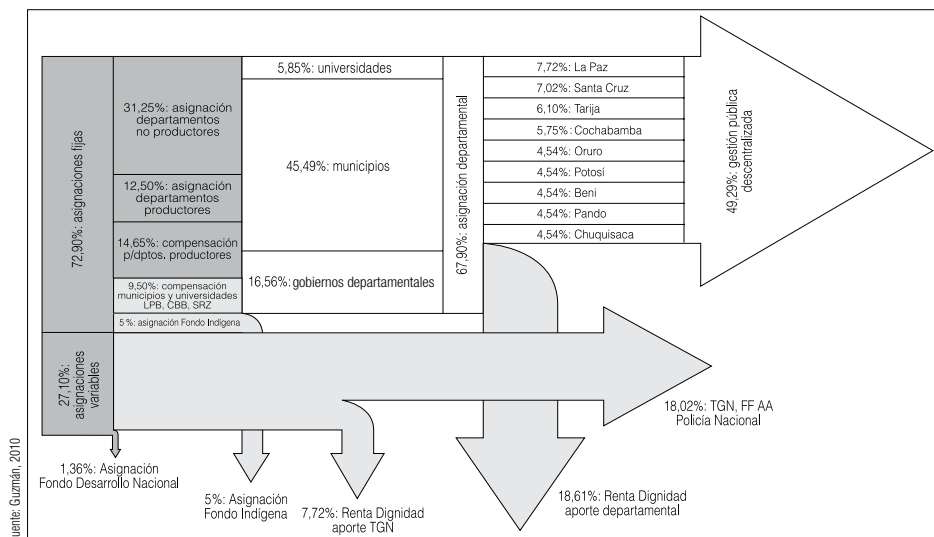 72,90%: asignaciones fijas
27,10%:
asignaciones
variables
31,25%: asignación
departamentos
no productores
12,50%: asignación
departamentos
productores
14,65%: compensación
p/dptos. productores
9,50%: compensación
municipios y universidades
LPB, CBB, SRZ
5 %: asignación Fondo Indígena
5,85%: universidades
45,49%: municipios
16,56%: gobiernos departamentales
67,90%: asignación departamental
7,72%: La Paz
7,02%: Santa Cruz
6,10%: Tarija
5,75%: Cochabamba
4,54%: Oruro
4,54%: Potosí
4,54%: Beni
4,54%: Pando
4,54%: Chuquisaca
49,29%: gestión pública
descentralizada
18,02%: TGN, FF AA
Policía Nacional
1,36%: Asignación
Fondo Desarrollo Nacional
5%: Asignación
Fondo Indígena
7,72%: Renta Dignidad
aporte TGN
18,61%: Renta Dignidad
aporte departamental
uente: Guzmán, 2010